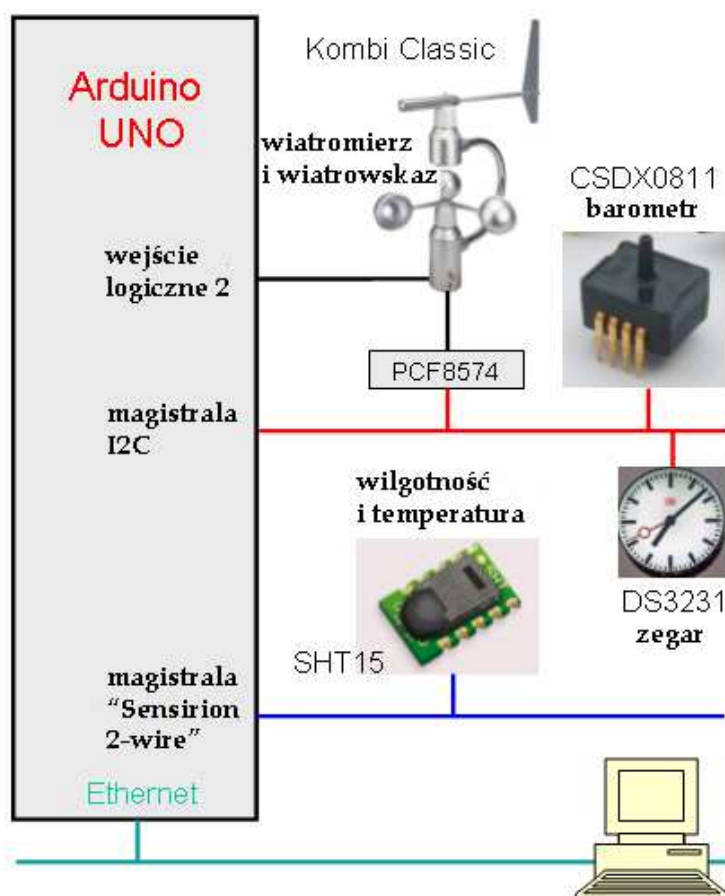 Arduino
UNO
Kombi Classic
wiatromierz
i wiatrowskaz
CSDX0811
barometr
wejście
logiczne 2
PCF8574
magistrala
I2C
wilgotność
i temperatura
DS3231
zegar
SHT15
magistrala
“Sensirion
2-wire”
Ethernet